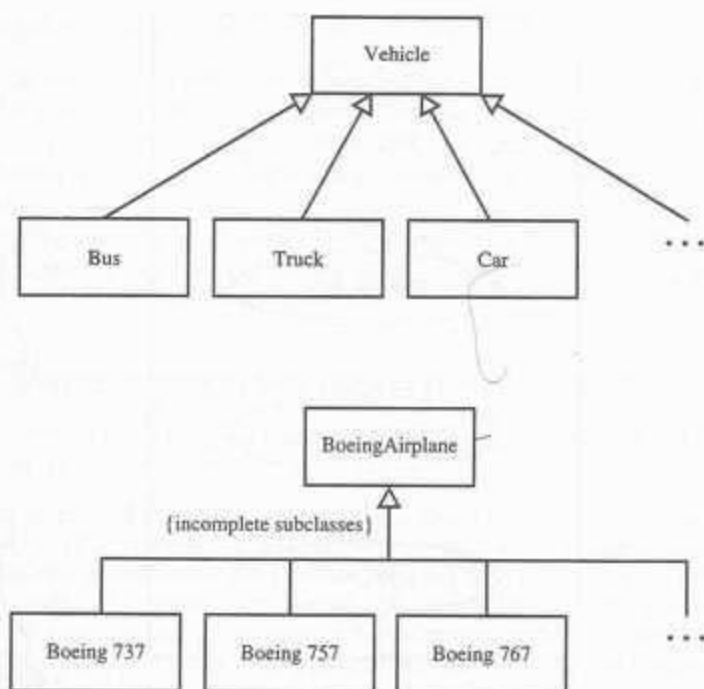 Vehicle
Bus
Truck
Car
...
BoeingAirplane
{incomplete subclasses}
Boeing 737
Boeing 757
Boeing 767
...